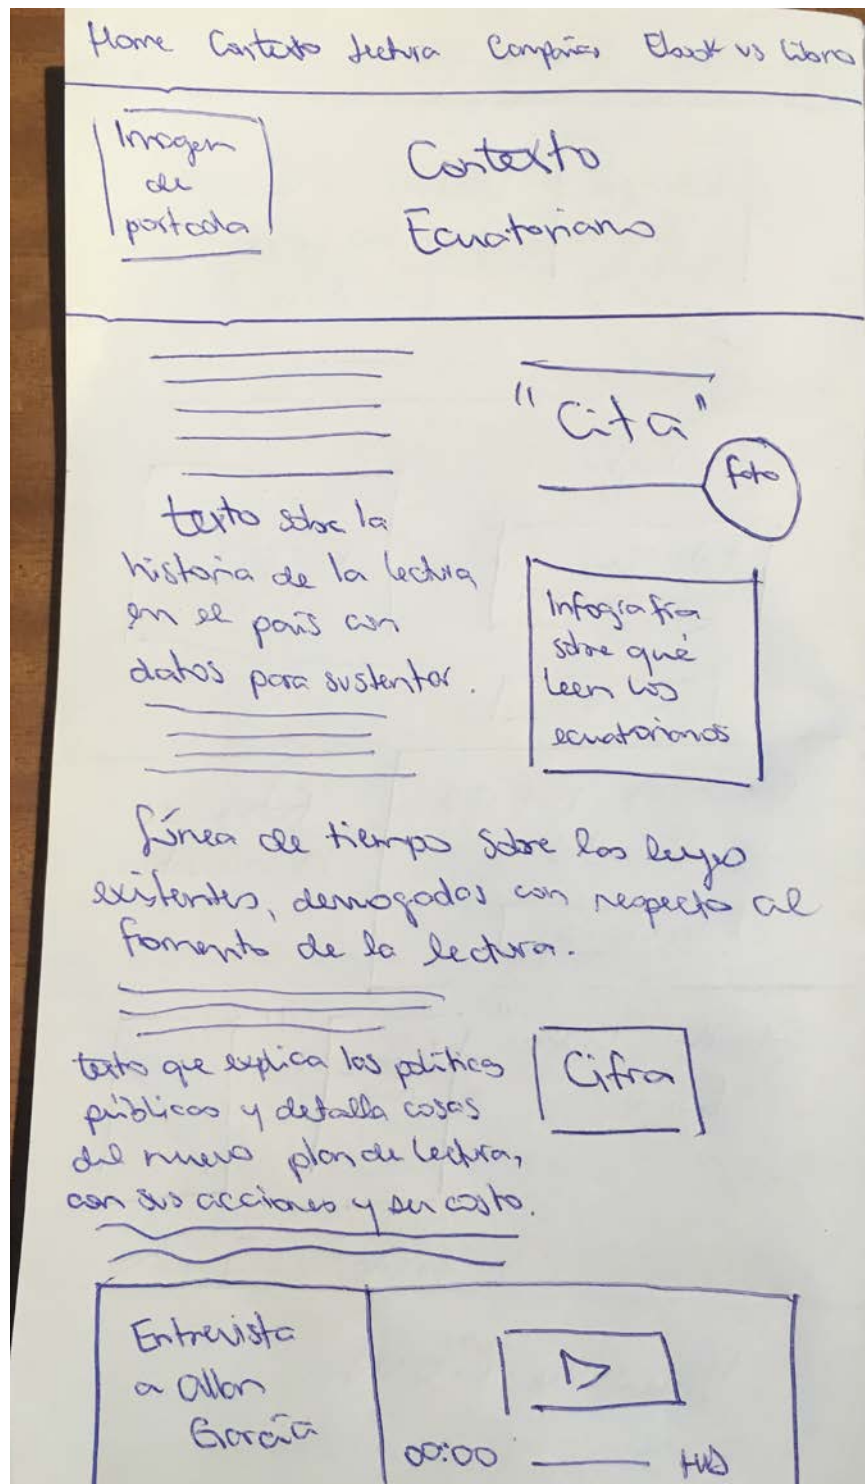 Home Contexto Lectura Compañías Ebook vs Libro
Imagen
de
portada
Contexto
Ecuatoriano
"Cita"
foto
texto sobre la
historia de la lectura
en el país con
datos para sustentar.
Infografía
sobre qué
leen los
ecuatorianos
Línea de tiempo sobre las leyes
existentes, derrogadas con respecto al
fomento de la lectura.
texto que explica las políticas
públicas y detalla cosas
del nuevo plan de lectura,
con sus acciones y su costo.
Cifra
Entrevista
a Allan
00:00